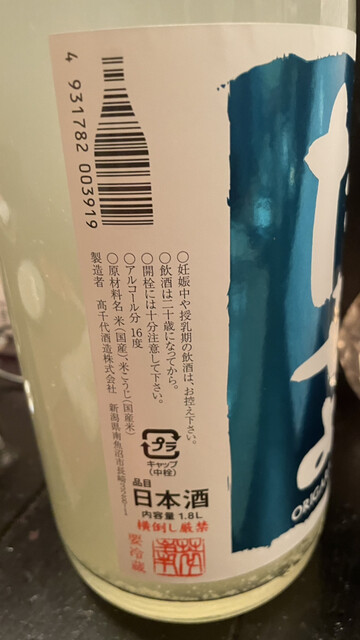 4 931782 003919
○妊娠中や授乳期の飲酒は、お控え下さい。
○飲酒は二十歳になってから。
○開栓には十分注意して下さい。
○アルコール分 16度
○原材料名 米(国産)、米こうじ(国産米)
製造者 高千代酒造株式会社 新潟県南魚沼市長崎
プラ
キャップ
(中栓)
品目
日本酒
内容量 1.8L
横倒し厳禁
要冷蔵
ORIGA